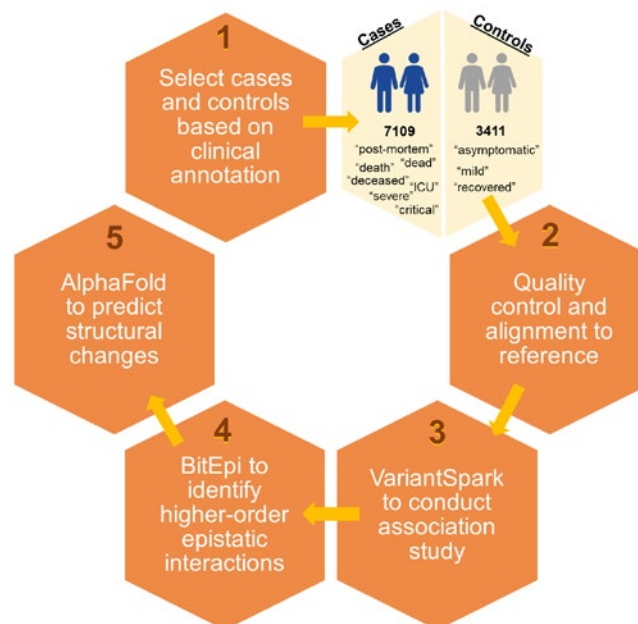 1
Select cases
and controls
based on
clinical
annotation
Cases
7109
"post-mortem"
"death" "dead"
"deceased"
"ICU"
"severe"
"critical"
Controls
3411
"asymptomatic"
"mild"
"recovered"
2
Quality
control and
alignment to
reference
3
VariantSpark
to conduct
association
study
4
BitEpi to
identify
higher-order
epistatic
interactions
5
AlphaFold
to predict
structural
changes